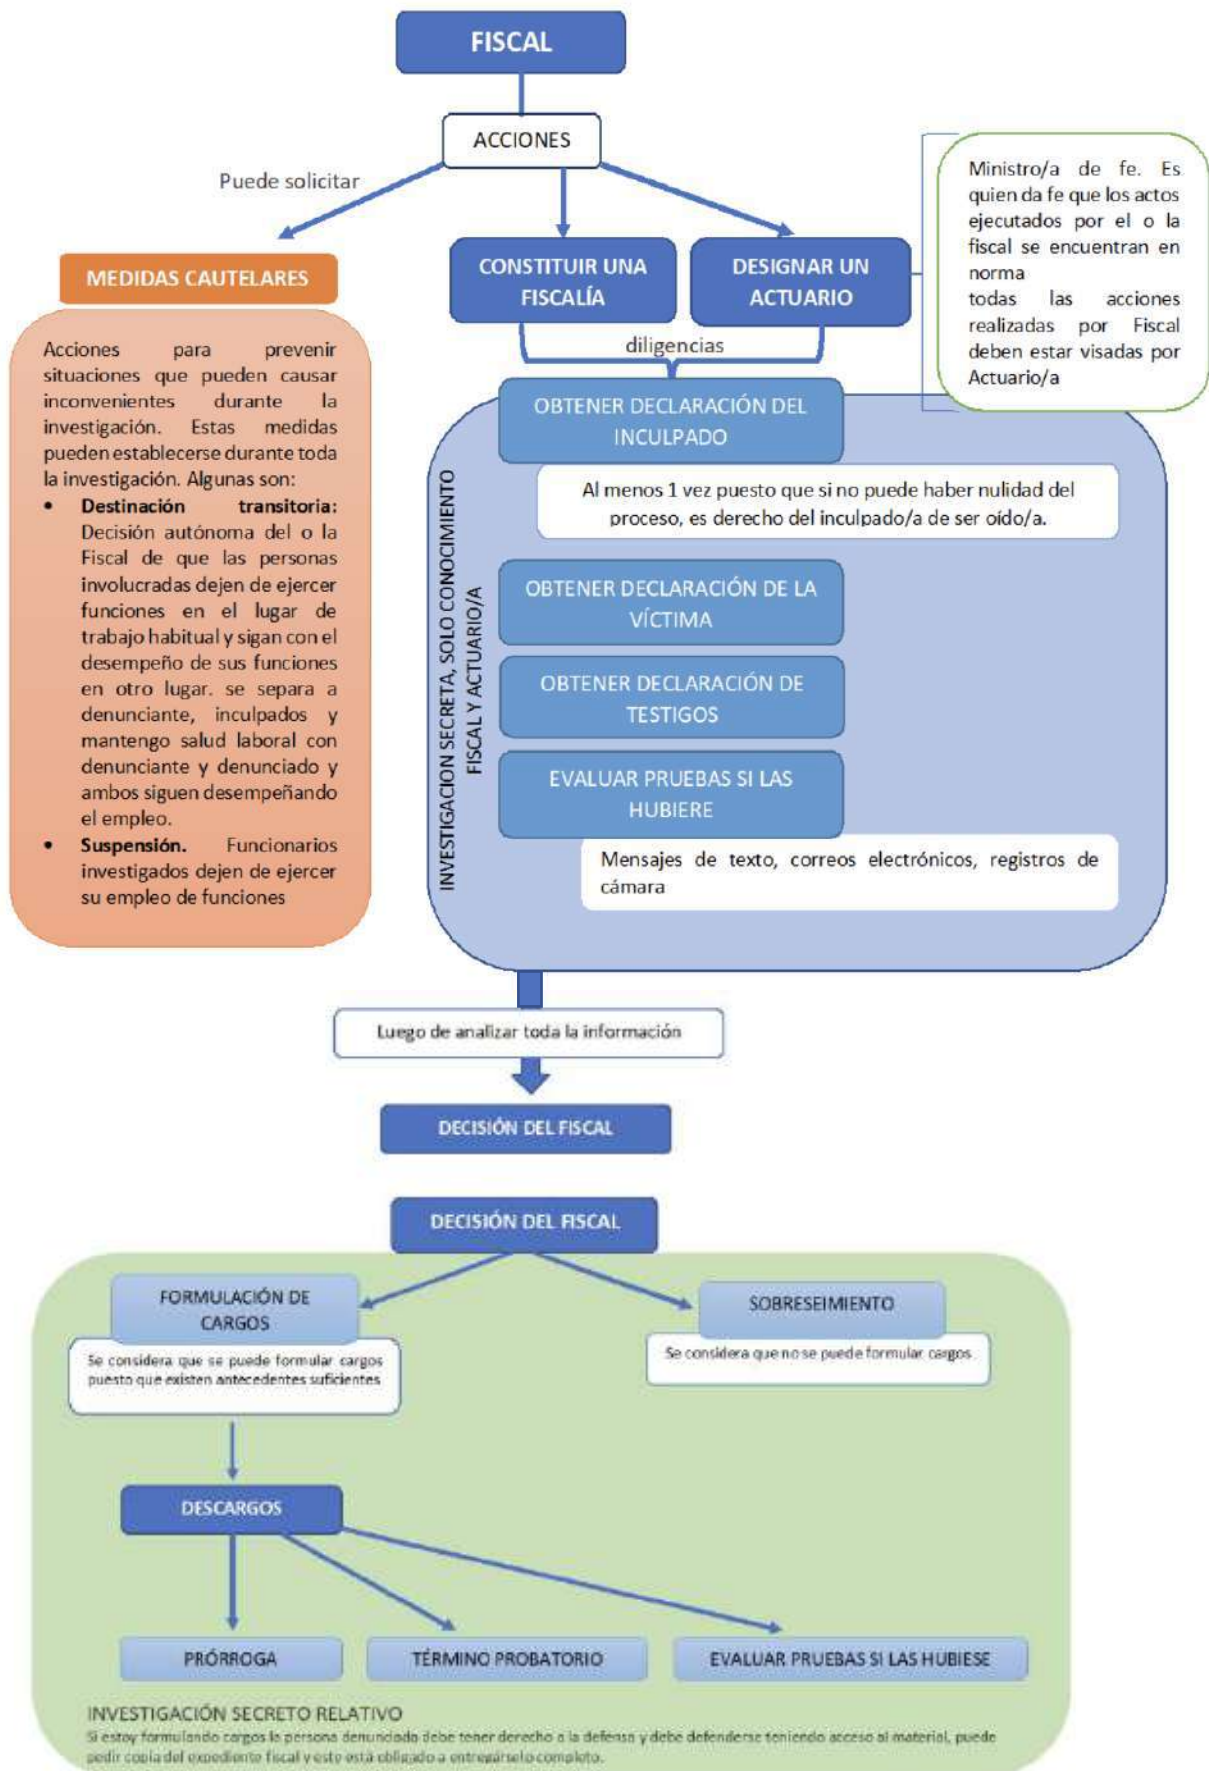 FISCAL
ACCIONES
Puede solicitar
MEDIDAS CAUTELARES
Acciones para prevenir
situaciones que pueden causar
inconvenientes durante la
investigación. Estas medidas
pueden establecerse durante toda
la investigación. Algunas son:
• Destinación transitoria:
Decisión autónoma del o la
Fiscal de que las personas
involucradas dejen de ejercer
funciones en el lugar de
trabajo habitual y sigan con el
desempeño de sus funciones
en otro lugar. se separa a
denunciante, inculpados y
mantengo salud laboral con
denunciante y denunciado y
ambos siguen desempeñando
el empleo.
• Suspensión. Funcionarios
investigados dejen de ejercer
su empleo de funciones
CONSTITUIR UNA
FISCALÍA
DESIGNAR UN
ACTUARIO
Ministro/a de fe. Es
quien da fe que los actos
ejecutados por el o la
fiscal se encuentran en
norma
todas las acciones
realizadas por Fiscal
deben estar visadas por
Actuario/a
diligencias
INVESTIGACION SECRETA, SOLO CONOCIMIENTO
FISCAL Y ACTUARIO/A
OBTENER DECLARACIÓN DEL
INCULPADO
Al menos 1 vez puesto que si no puede haber nulidad del
proceso, es derecho del inculpado/a de ser oído/a.
OBTENER DECLARACIÓN DE LA
VÍCTIMA
OBTENER DECLARACIÓN DE
TESTIGOS
EVALUAR PRUEBAS SI LAS
HUBIERE
Mensajes de texto, correos electrónicos, registros de
cámara
Luego de analizar toda la información
DECISIÓN DEL FISCAL
DECISIÓN DEL FISCAL
FORMULACIÓN DE
CARGOS
Se considera que se puede formular cargos
puesto que existen antecedentes suficientes
SOBRESEIMIENTO
Se considera que no se puede formular cargos
DESCARGOS
PRÓRROGA
TÉRMINO PROBATORIO
EVALUAR PRUEBAS SI LAS HUBIESE
INVESTIGACIÓN SECRETO RELATIVO
Si estoy formulando cargos la persona denunciada debe tener derecho a la defensa y debe defenderse teniendo acceso al material, puede
pedir copia del expediente fiscal y este está obligado a entregárselo completo.